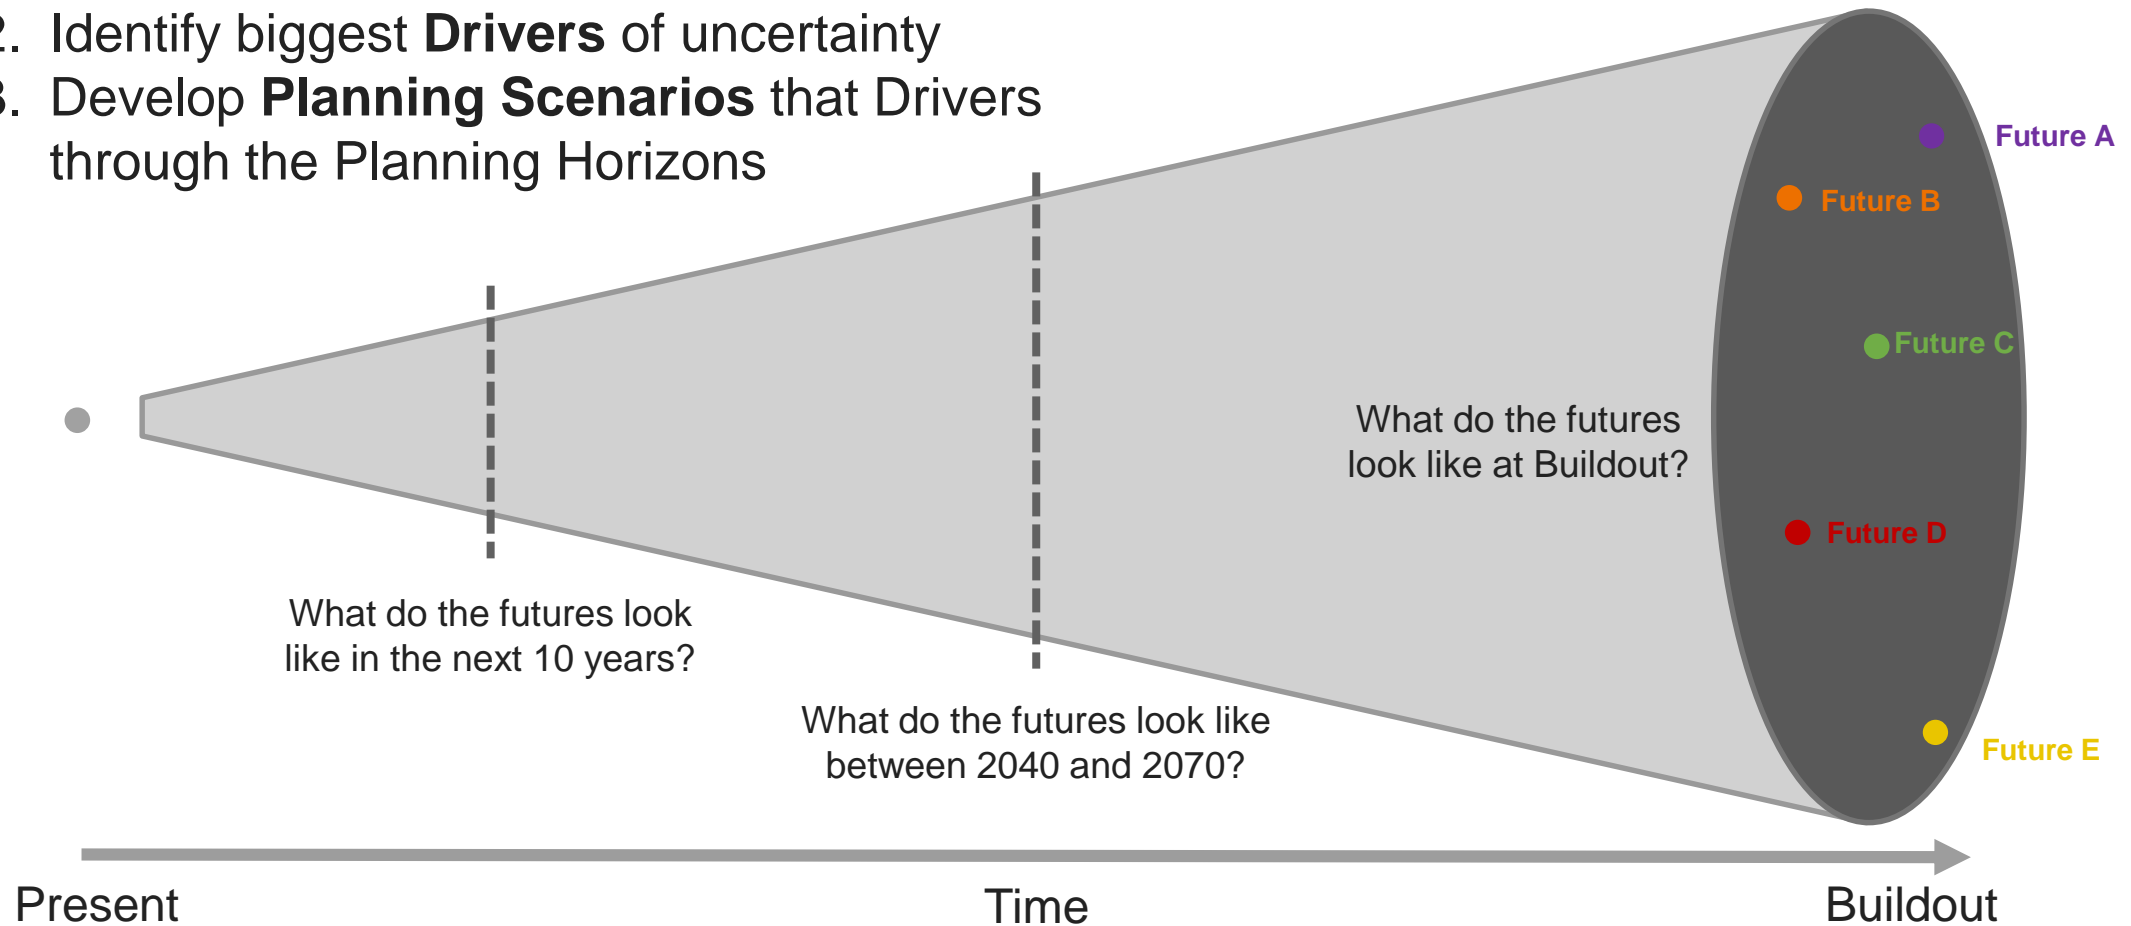 2. Identify biggest Drivers of uncertainty
3. Develop Planning Scenarios that Drivers
through the Planning Horizons
Future A
Future B
Future C
What do the futures
look like at Buildout?
Future D
What do the futures look
like in the next 10 years?
What do the futures look like
between 2040 and 2070?
Future E
Present
Time
Buildout